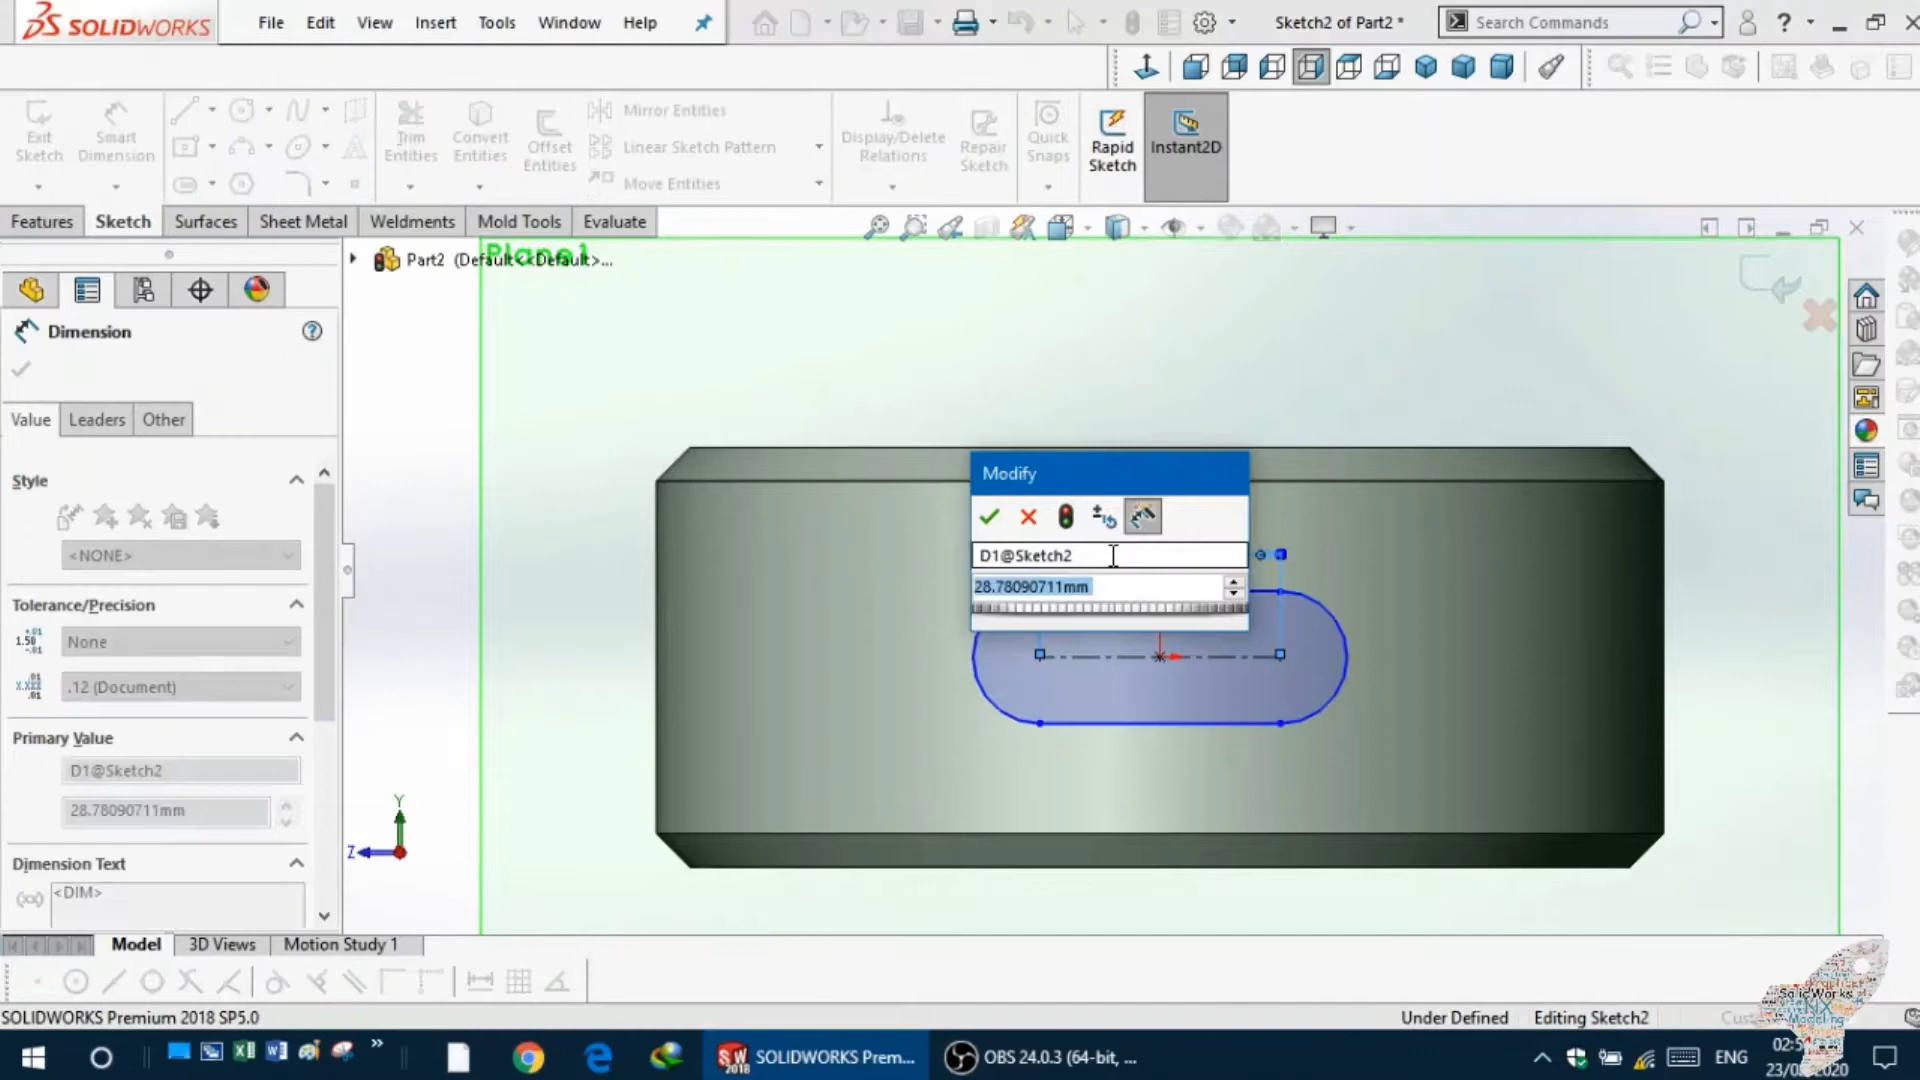 SOLIDWORKS File Edit View Insert Tools Window Help Sketch2 of Part2 * Search Commands ?
Exit Sketch Smart Dimension Trim Entities Convert Entities Offset Entities Mirror Entities Linear Sketch Pattern Move Entities Display/Delete Relations Repair Sketch Quick Snaps Rapid Sketch Instant2D
Features Sketch Surfaces Sheet Metal Weldments Mold Tools Evaluate
Plane1
Part2 (Default<<Default>...
Dimension
Value Leaders Other
Style
<NONE>
Tolerance/Precision
None
.12 (Document)
Primary Value
D1@Sketch2
28.78090711mm
Dimension Text
<DIM>
Modify
D1@Sketch2
28.78090711mm
Y
Z
Model 3D Views Motion Study 1
SolidWorks
NX
Modeling
SOLIDWORKS Premium 2018 SP5.0 Under Defined Editing Sketch2
SOLIDWORKS Prem... OBS 24.0.3 (64-bit, ... ENG